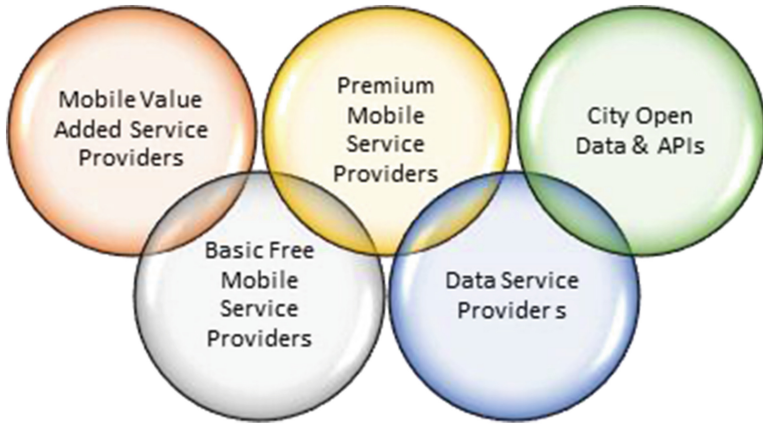 Mobile Value
Added Service
Providers
Premium
Mobile
Service
Providers
City Open
Data & APIs
Basic Free
Mobile
Service
Providers
Data Service
Provider s